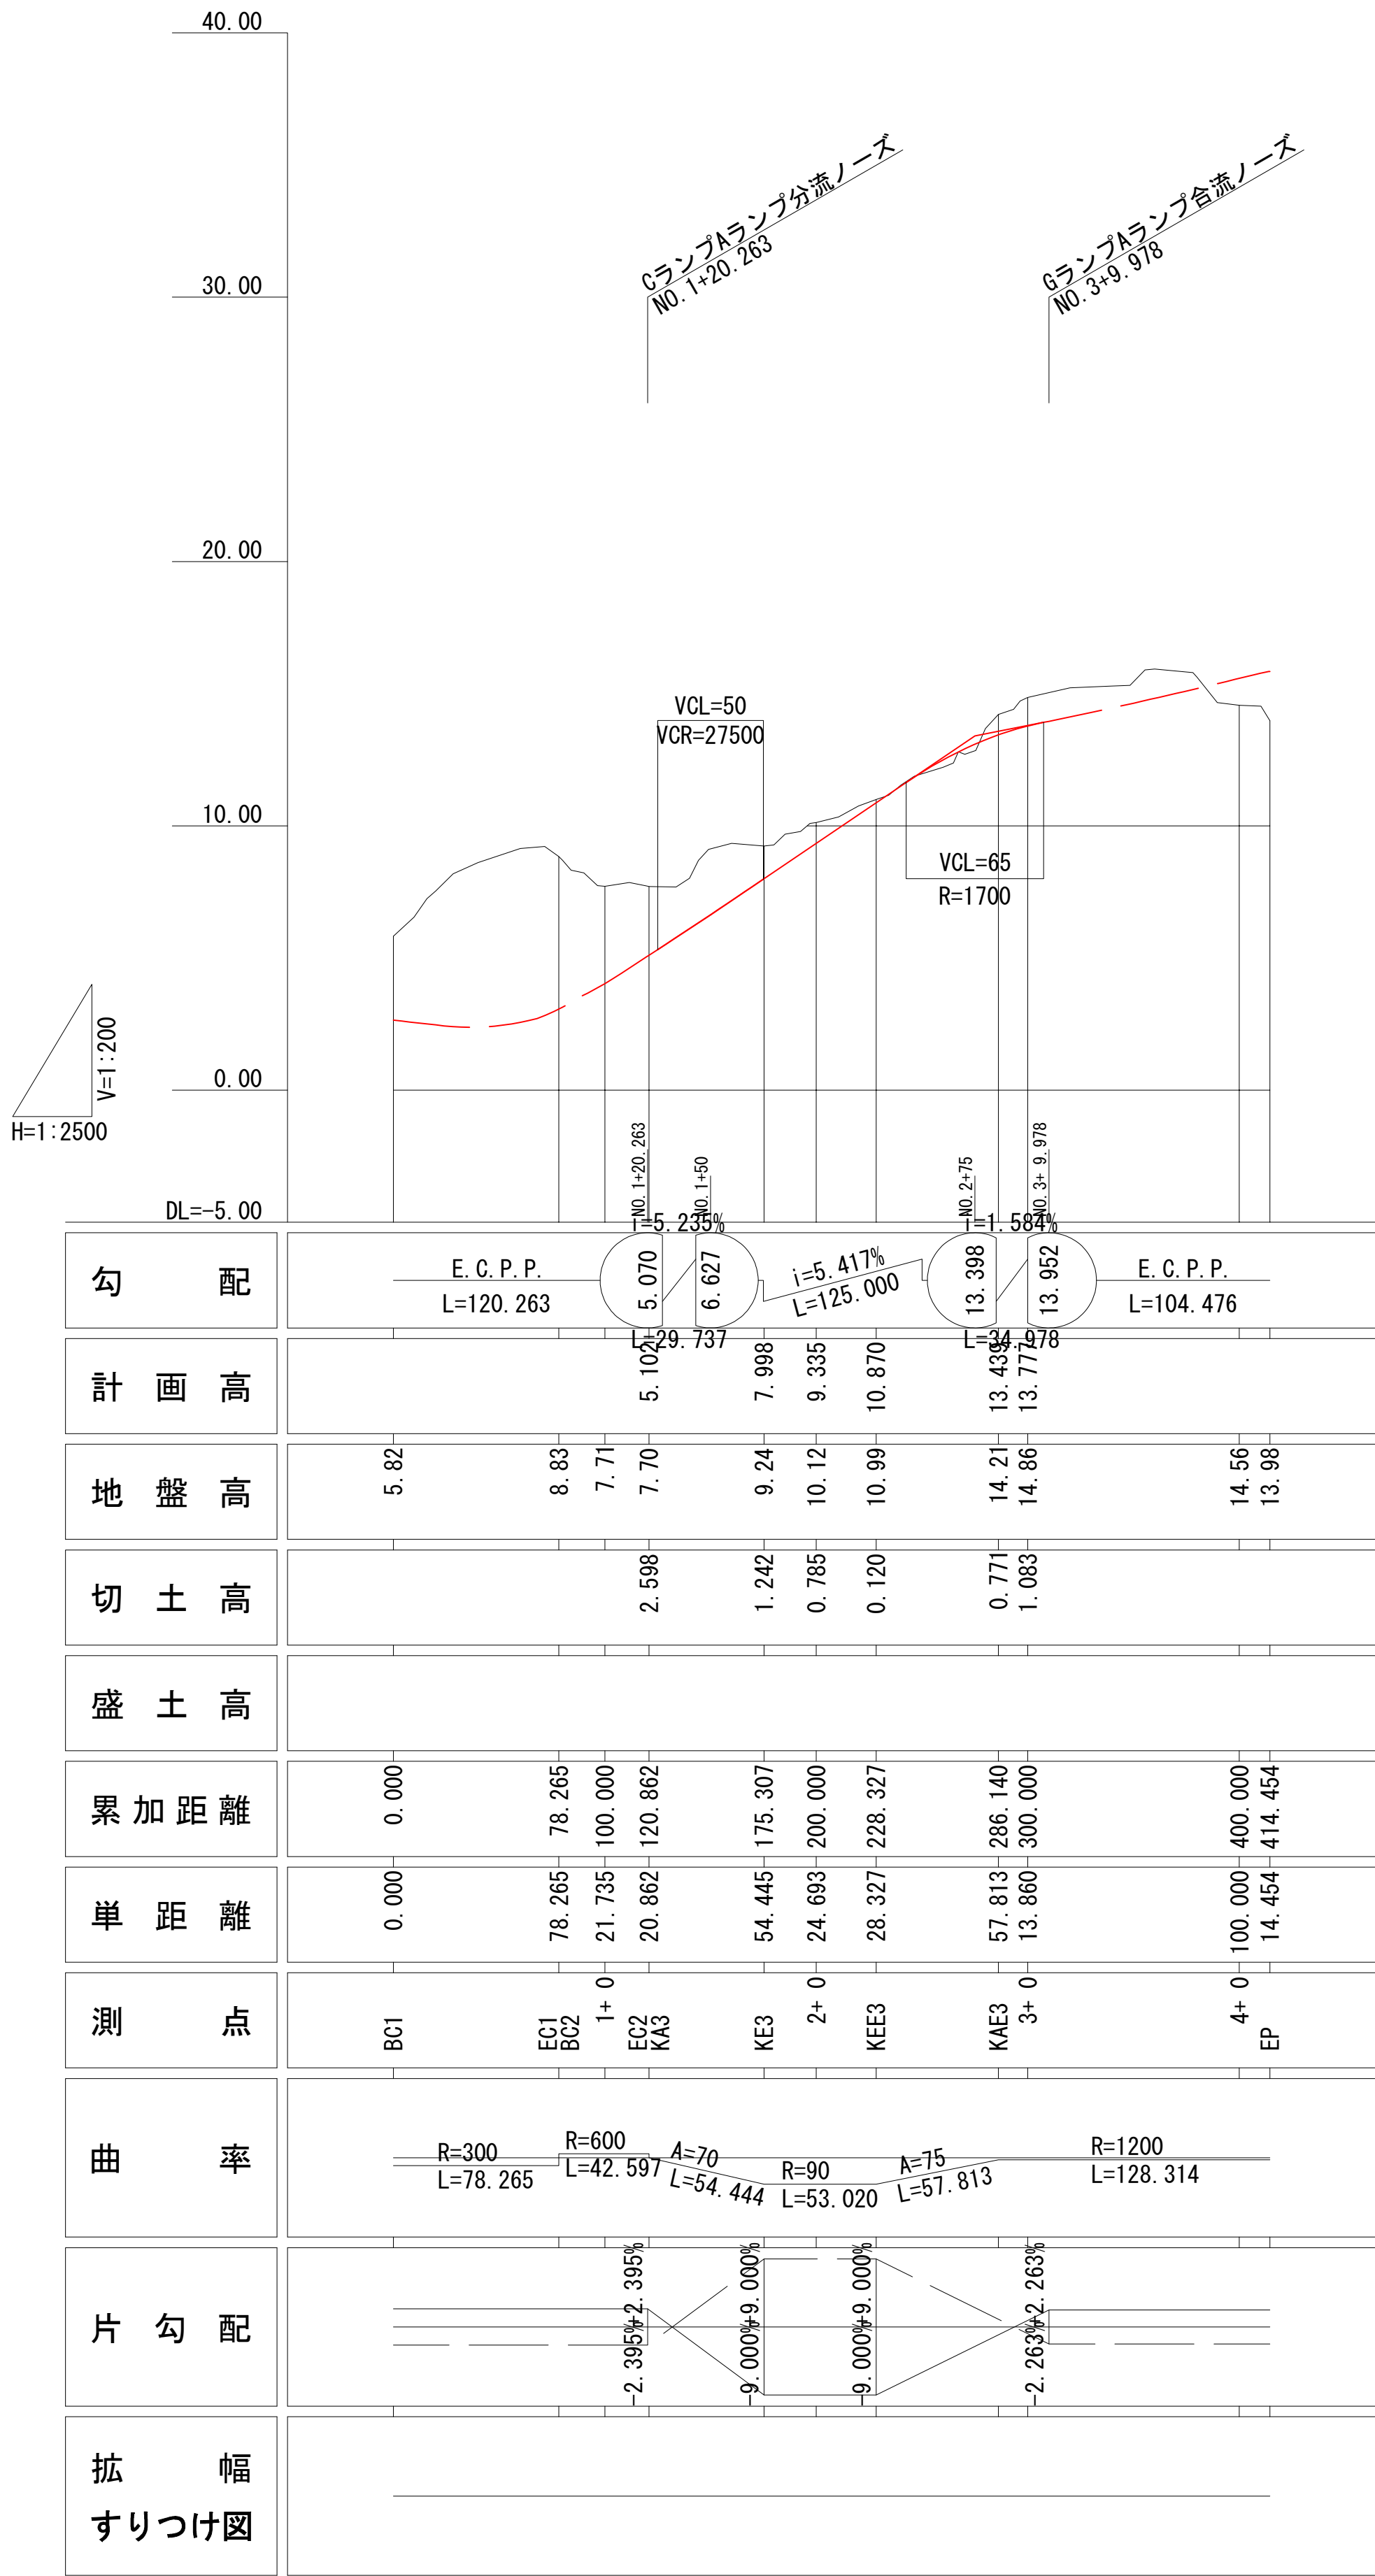 40.00
30.00
20.00
10.00
0.00
DL=-5.00
V=1:200
H=1:2500
CランプAランプ分流ノーズ
NO.1+20.263
GランプAランプ合流ノーズ
NO.3+9.978
VCL=50
VCR=27500
VCL=65
R=1700
NO.1+20.263
NO.1+50
NO.2+75
NO.3+ 9.978
勾配
E.C.P.P.
L=120.263
i=5.235%
5.070
6.627
L=29.737
i=5.417%
L=125.000
i=1.584%
13.398
13.952
L=34.978
E.C.P.P.
L=104.476
計画高
5.102
7.998
9.335
10.870
13.439
13.777
地盤高
5.82
8.83
7.71
7.70
9.24
10.12
10.99
14.21
14.86
14.56
13.98
切土高
2.598
1.242
0.785
0.120
0.771
1.083
盛土高
累加距離
0.000
78.265
100.000
120.862
175.307
200.000
228.327
286.140
300.000
400.000
414.454
単距離
0.000
78.265
21.735
20.862
54.445
24.693
28.327
57.813
13.860
100.000
14.454
測点
BC1
EC1
BC2
1+ 0
EC2
KA3
KE3
2+ 0
KEE3
KAE3
3+ 0
4+ 0
EP
曲率
R=300
L=78.265
R=600
L=42.597
A=70
L=54.444
R=90
L=53.020
A=75
L=57.813
R=1200
L=128.314
片勾配
-2.395%+2.395%
-9.000%+9.000%
-9.000%+9.000%
-2.263%+2.263%
拡幅
すりつけ図